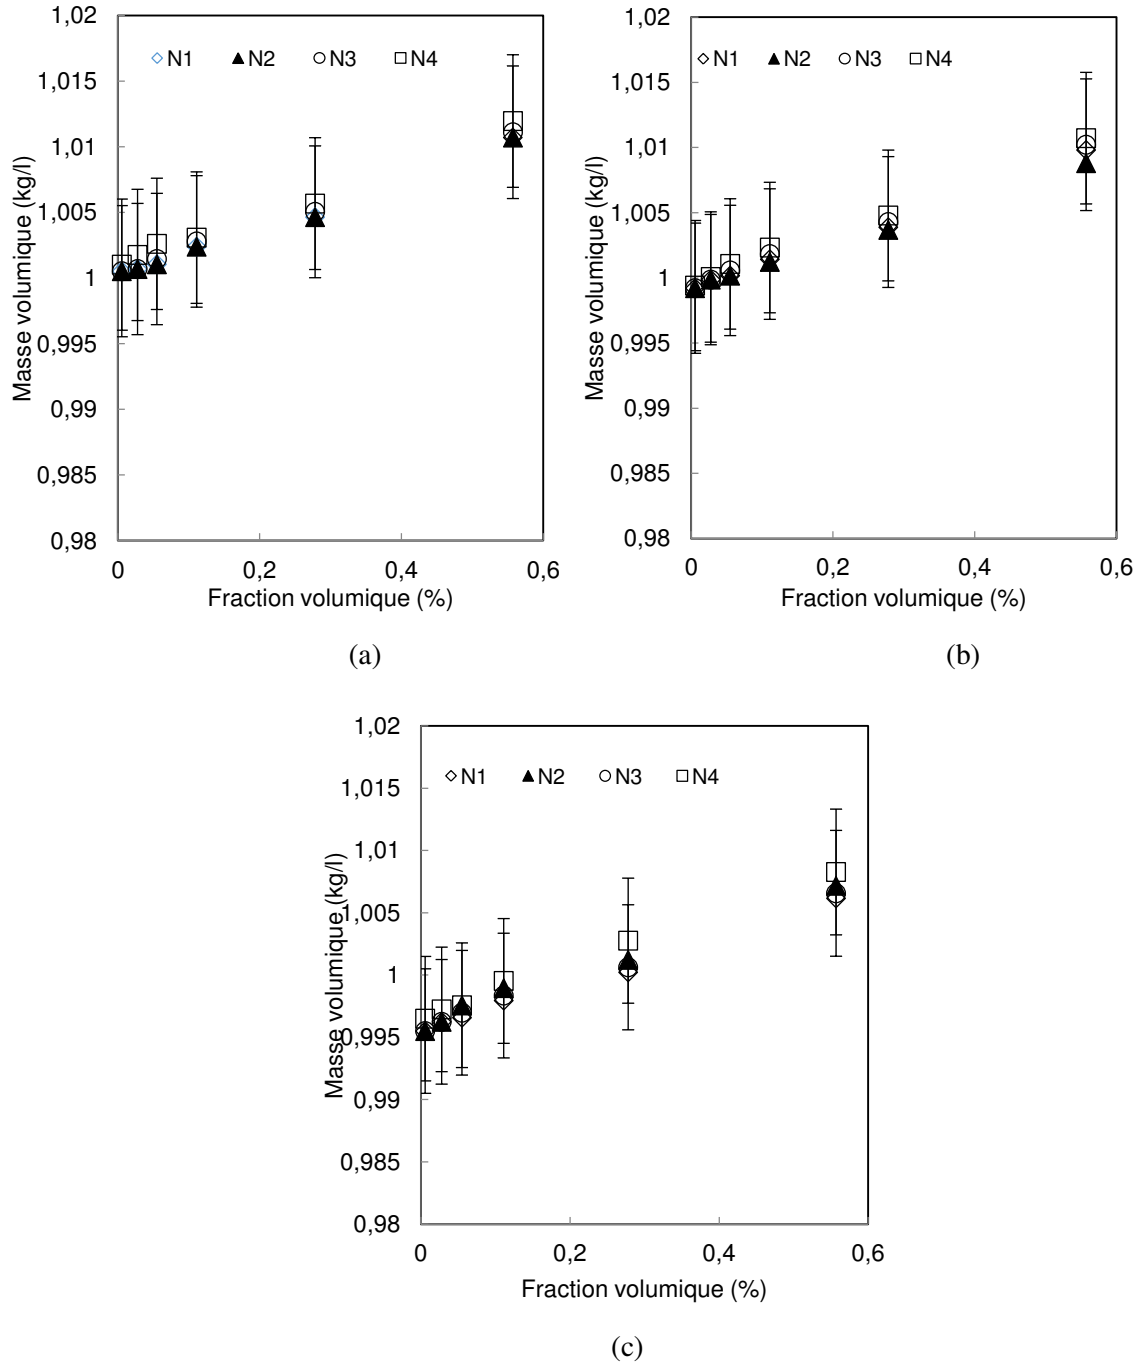 1,02
1,015
1,01
1,005
1
0,995
0,99
0,985
0,98
Masse volumique (kg/l)
N1 N2 N3 N4
0 0,2 0,4 0,6
Fraction volumique (%)
(a)
1,02
1,015
1,01
1,005
1
0,995
0,99
0,985
0,98
Masse volumique (kg/l)
N1 N2 N3 N4
0 0,2 0,4 0,6
Fraction volumique (%)
(b)
1,02
1,015
1,01
1,005
1
0,995
0,99
0,985
0,98
Masse volumique (kg/l)
N1 N2 N3 N4
0 0,2 0,4 0,6
Fraction volumique (%)
(c)